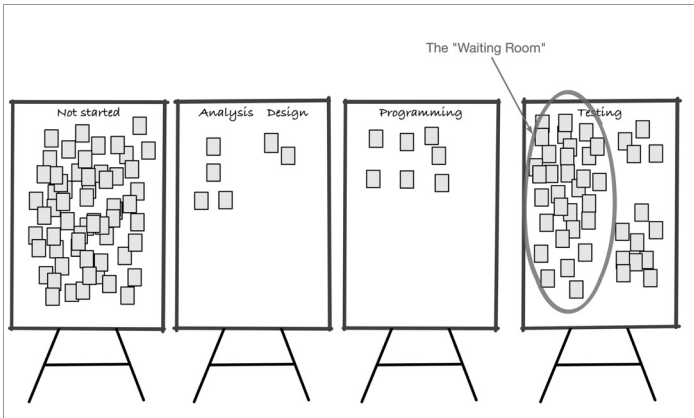 The "Waiting Room"
Not started
Analysis Design
Programming
Testing